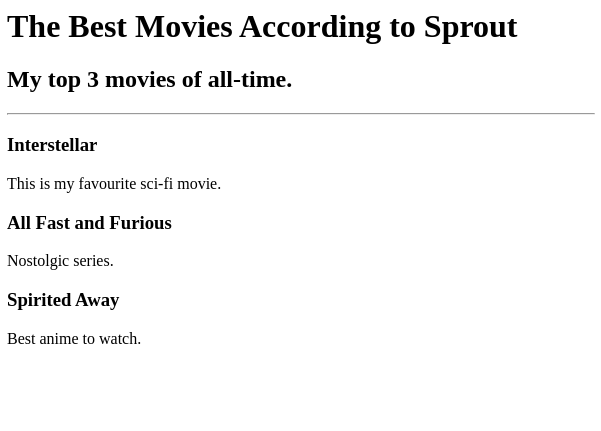 The Best Movies According to Sprout
My top 3 movies of all-time.
Interstellar
This is my favourite sci-fi movie.
All Fast and Furious
Nostolgic series.
Spirited Away
Best anime to watch.